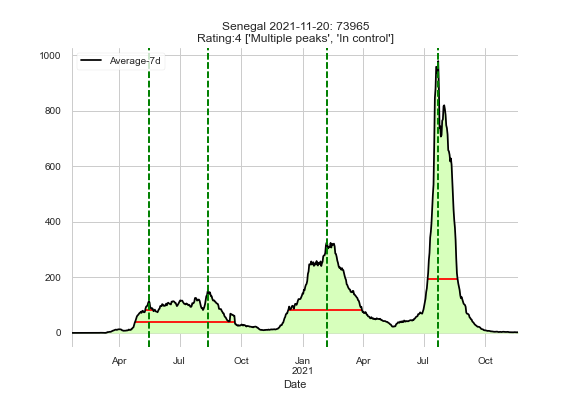 Senegal 2021-11-20: 73965
Rating:4 ['Multiple peaks', 'In control']
Average-7d
1000
800
600
400
200
0
Apr Jul Oct Jan Apr Jul Oct
2021
Date